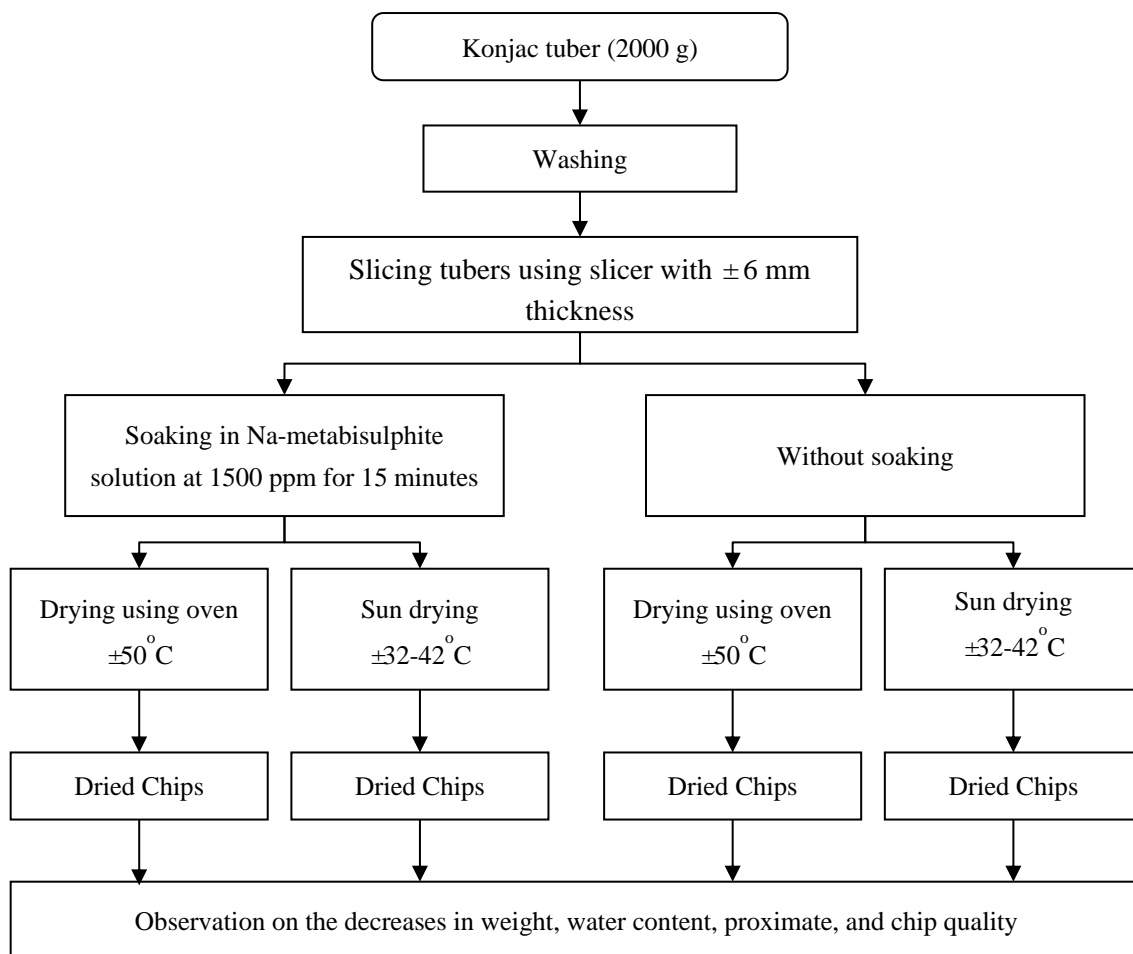 Konjac tuber (2000 g)
Washing
Slicing tubers using slicer with ± 6 mm
thickness
Soaking in Na-metabisulphite
solution at 1500 ppm for 15 minutes
Without soaking
Drying using oven
±50°C
Sun drying
±32-42°C
Drying using oven
±50°C
Sun drying
±32-42°C
Dried Chips
Dried Chips
Dried Chips
Dried Chips
Observation on the decreases in weight, water content, proximate, and chip quality